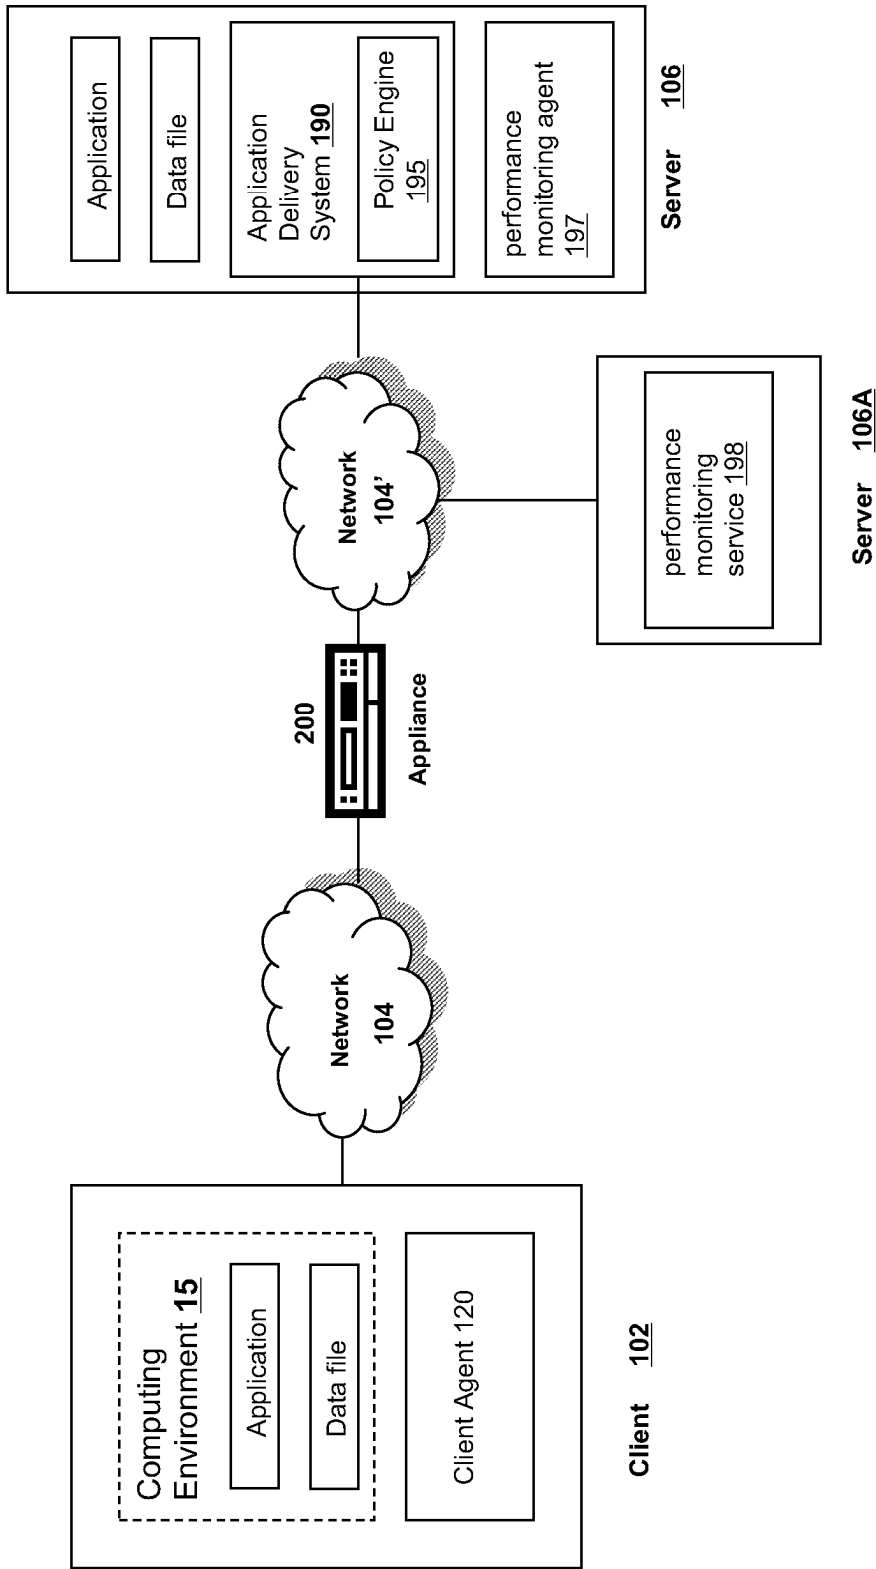 Computing
Environment 15
Application
Data file
Client Agent 120
Client 102
Network
104
200
Appliance
Network
104’
Application
Data file
Application
Delivery
System 190
Policy Engine
195
performance
monitoring agent
197
Server 106
performance
monitoring
service 198
Server 106A